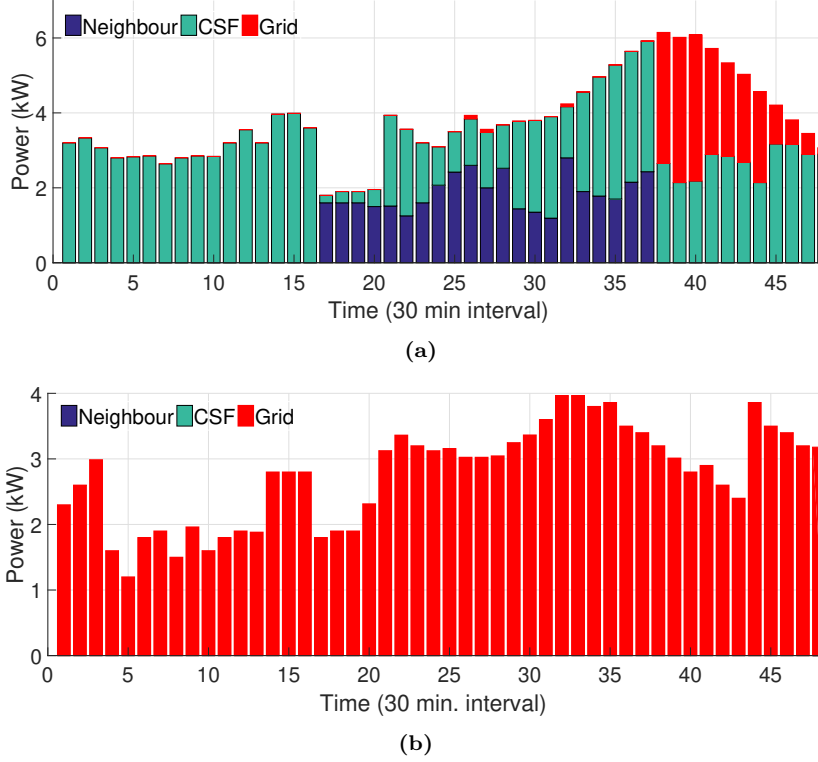 Neighbour CSF Grid
6
4
2
0
Power (kW)
0 5 10 15 20 25 30 35 40 45
Time (30 min interval)
(a)
Neighbour CSF Grid
4
3
2
1
0
Power (kW)
0 5 10 15 20 25 30 35 40 45
Time (30 min. interval)
(b)